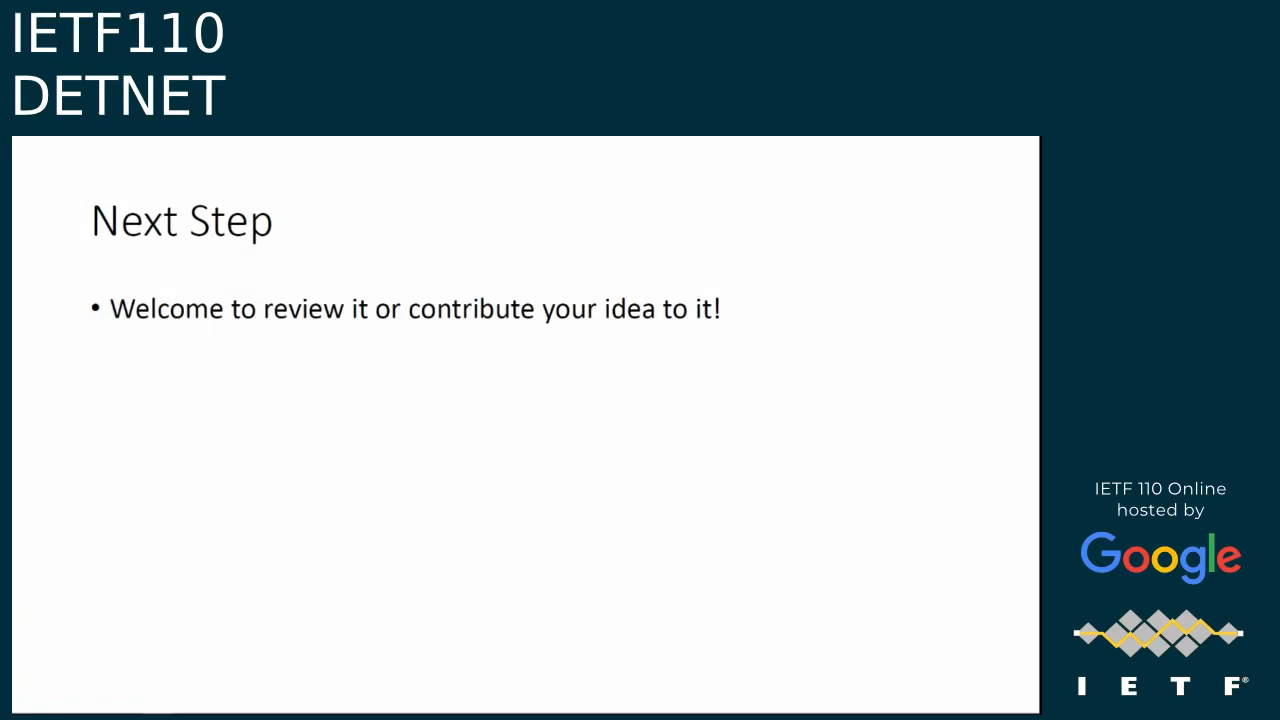 IETF110
DETNET
Next Step
• Welcome to review it or contribute your idea to it!
IETF 110 Online
hosted by
Google
I E T F®